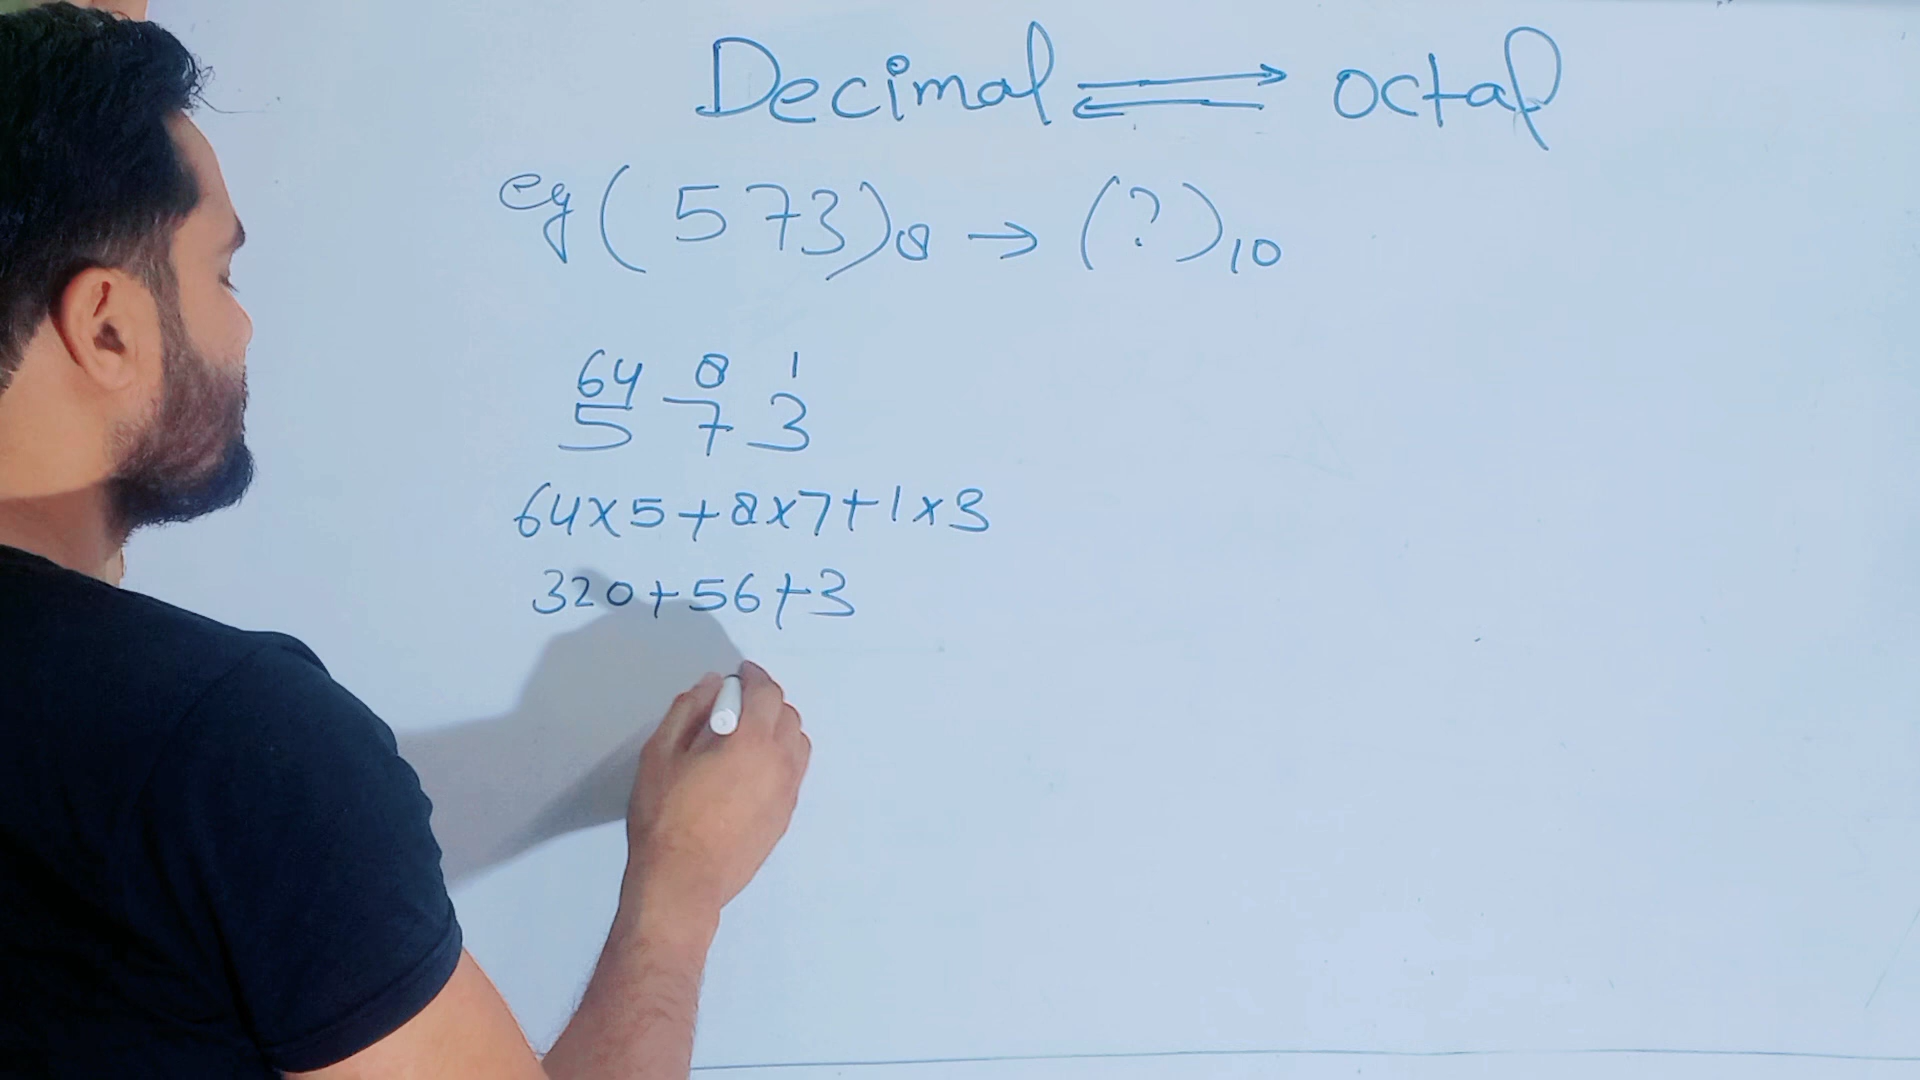 Decimal ⇌ octal
eg (573)₈ → (?)₁₀
64 8 1
5 7 3
64x5+8x7+1x3
320+56+3